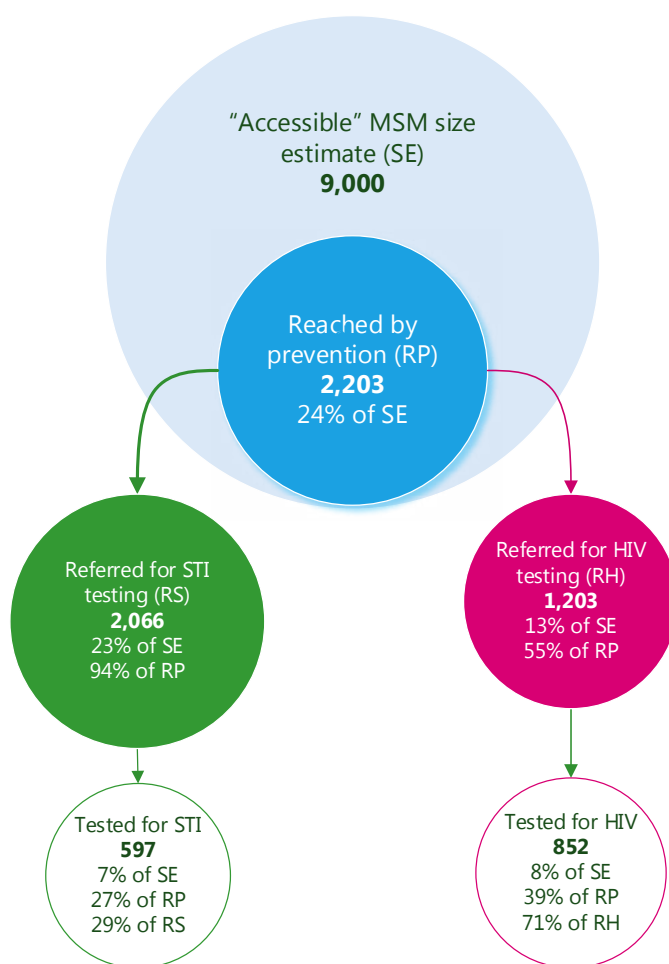 “Accessible” MSM size
estimate (SE)
9,000
Reached by
prevention (RP)
2,203
24% of SE
Referred for STI
testing (RS)
2,066
23% of SE
94% of RP
Referred for HIV
testing (RH)
1,203
13% of SE
55% of RP
Tested for STI
597
7% of SE
27% of RP
29% of RS
Tested for HIV
852
8% of SE
39% of RP
71% of RH